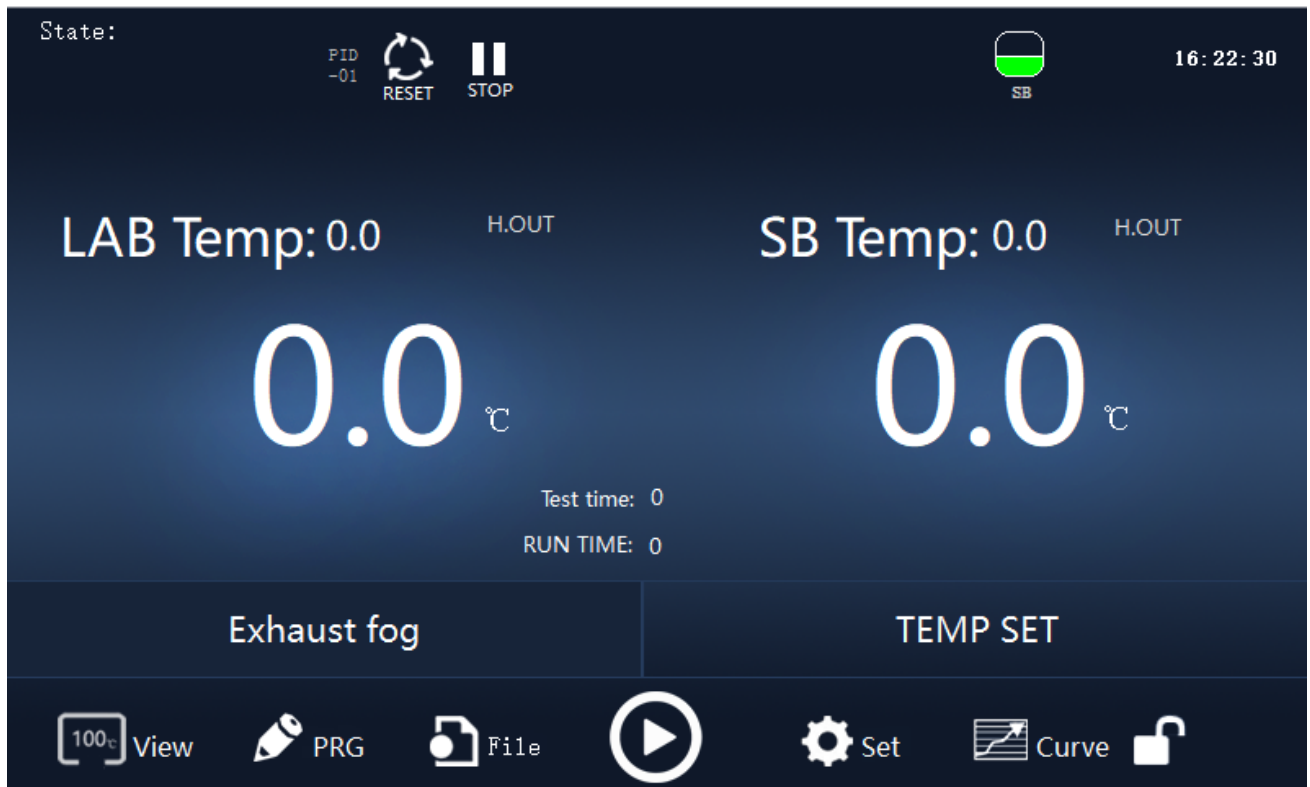 State:
PID
-01
RESET
STOP
SB
16:22:30
LAB Temp: 0.0
H.OUT
SB Temp: 0.0
H.OUT
0.0 ℃
0.0 ℃
Test time: 0
RUN TIME: 0
Exhaust fog
TEMP SET
100℃ View
PRG
File
Set
Curve